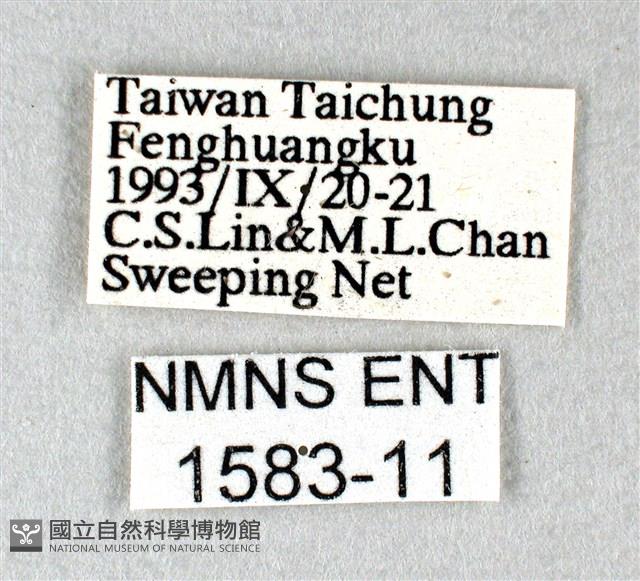 Taiwan Taichung
Fenghuangku
1993/IX/20-21
C.S.Lin&M.L.Chan
Sweeping Net
NMNS ENT
1583-11
國立自然科學博物館
NATIONAL MUSEUM OF NATURAL SCIENCE